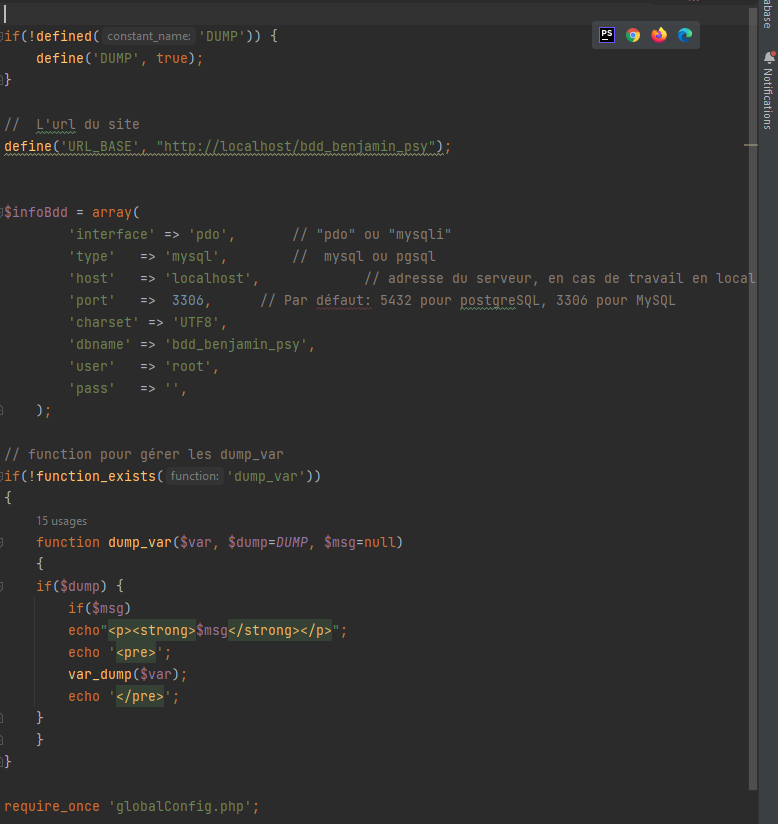 if(!defined( constant_name: 'DUMP')) {
define('DUMP', true);
}
// L'url du site
define('URL_BASE', "http://localhost/bdd_benjamin_psy");
$infoBdd = array(
'interface' => 'pdo', // "pdo" ou "mysqli"
'type' => 'mysql', // mysql ou pgsql
'host' => 'localhost', // adresse du serveur, en cas de travail en local
'port' => 3306, // Par défaut: 5432 pour postgreSQL, 3306 pour MySQL
'charset' => 'UTF8',
'dbname' => 'bdd_benjamin_psy',
'user' => 'root',
'pass' => '',
);
// function pour gérer les dump_var
if(!function_exists( function: 'dump_var'))
{
15 usages
function dump_var($var, $dump=DUMP, $msg=null)
{
if($dump) {
if($msg)
echo"<p><strong>$msg</strong></p>";
echo '<pre>';
var_dump($var);
echo '</pre>';
}
}
}
require_once 'globalConfig.php';
PS
abase
Notifications